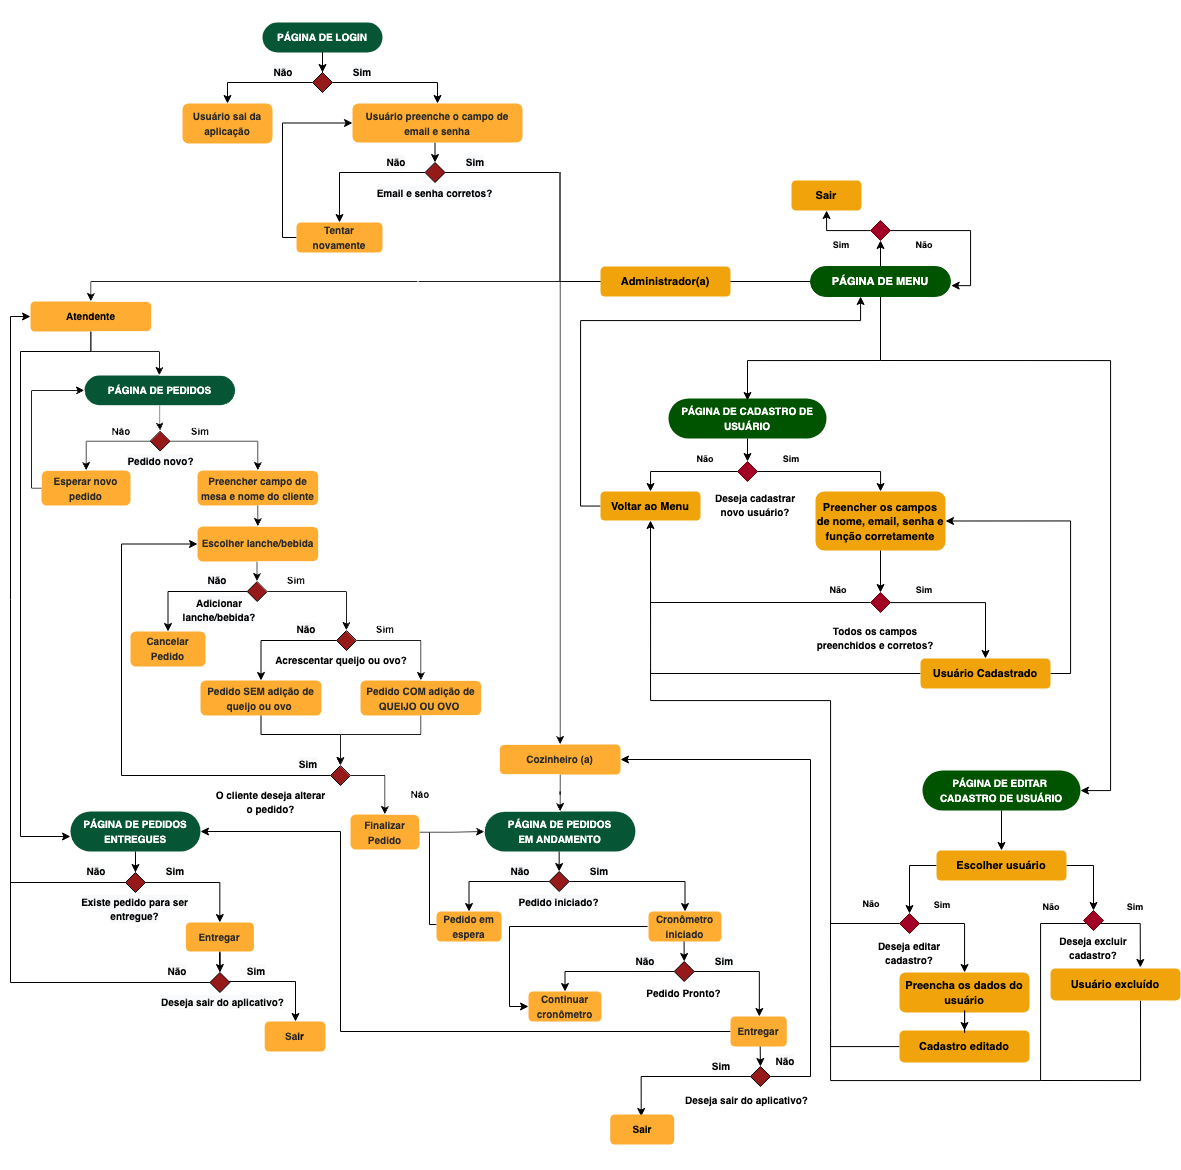 PÁGINA DE LOGIN
Não
Sim
Usuário sai da
aplicação
Usuário preenche o campo de
email e senha
Não
Sim
Email e senha corretos?
Tentar
novamente
Sair
Sim
Não
Administrador(a)
PÁGINA DE MENU
Atendente
PÁGINA DE PEDIDOS
Não
Sim
Pedido novo?
Esperar novo
pedido
Preencher campo de
mesa e nome do cliente
Escolher lanche/bebida
Não
Sim
Adicionar
lanche/bebida?
Cancelar
Pedido
Não
Sim
Acrescentar queijo ou ovo?
Pedido SEM adição de
queijo ou ovo
Pedido COM adição de
QUEIJO OU OVO
Sim
Não
O cliente deseja alterar
o pedido?
Finalizar
Pedido
PÁGINA DE CADASTRO DE
USUÁRIO
Não
Sim
Deseja cadastrar
novo usuário?
Voltar ao Menu
Preencher os campos
de nome, email, senha e
função corretamente
Não
Sim
Todos os campos
preenchidos e corretos?
Usuário Cadastrado
Cozinheiro (a)
PÁGINA DE PEDIDOS
EM ANDAMENTO
Não
Sim
Pedido iniciado?
Pedido em
espera
Cronômetro
iniciado
Não
Sim
Pedido Pronto?
Continuar
cronômetro
Entregar
Sim
Não
Deseja sair do aplicativo?
Sair
PÁGINA DE PEDIDOS
ENTREGUES
Não
Sim
Existe pedido para ser
entregue?
Entregar
Não
Sim
Deseja sair do aplicativo?
Sair
PÁGINA DE EDITAR
CADASTRO DE USUÁRIO
Escolher usuário
Não
Sim
Deseja editar
cadastro?
Preencha os dados do
usuário
Cadastro editado
Não
Sim
Deseja excluir
cadastro?
Usuário excluído